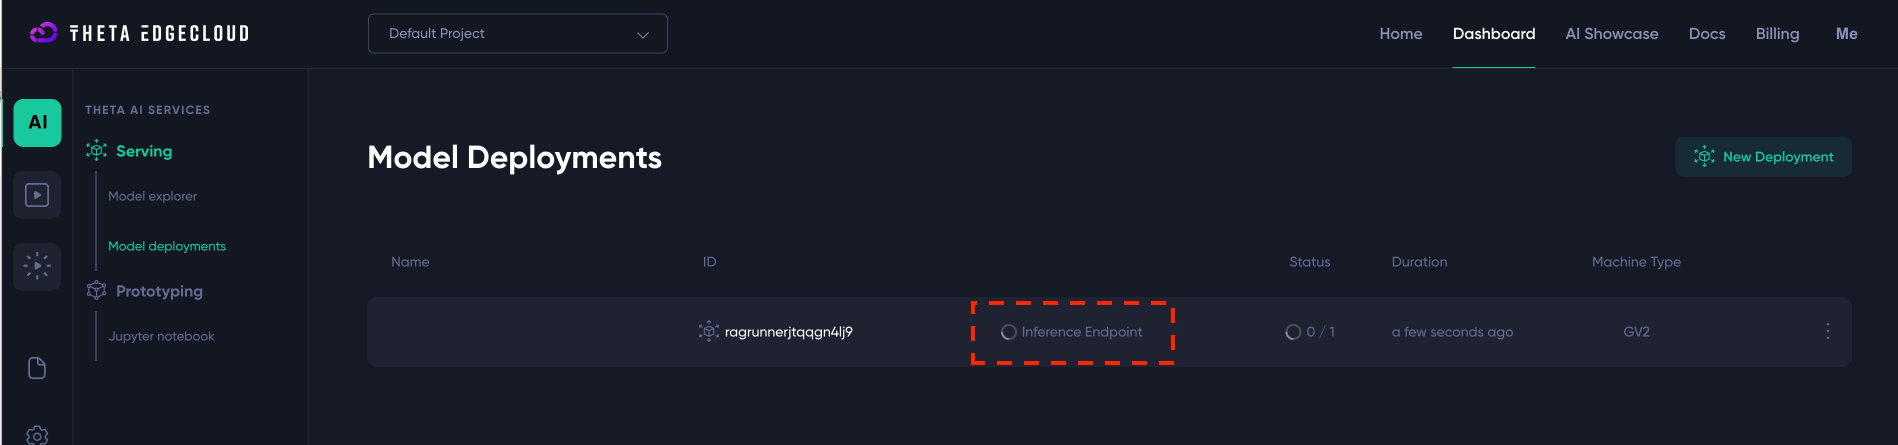 THETA EDGECLOUD
Default Project
Home Dashboard AI Showcase Docs Billing Me
AI
THETA AI SERVICES
Serving
Model explorer
Model deployments
Prototyping
Jupyter notebook
Model Deployments
New Deployment
Name ID Status Duration Machine Type
ragrunnerjtqagn4lj9 Inference Endpoint 0 / 1 a few seconds ago GV2